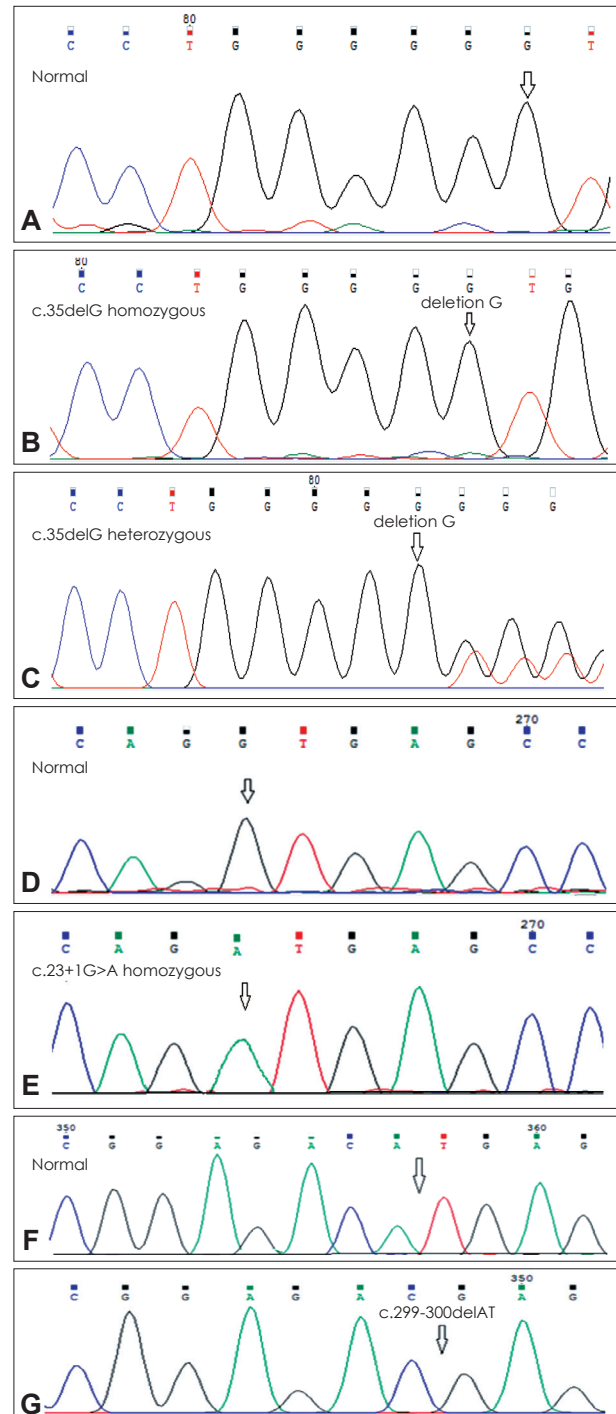 80
C C T G G G G G G T
Normal
A
80
C C T G G G G G T G
c.35delG homozygous
deletion G
B
80
C C T G G G G G G G G
deletion G
c.35delG heterozygous
C
270
C A G G T G A G C C
Normal
D
270
C A G A T G A G C C
c.23+1G>A homozygous
E
350 360
C G G A G A C A T G A G
Normal
F
350
C G G A G A C G A G
c.299-300delAT
G